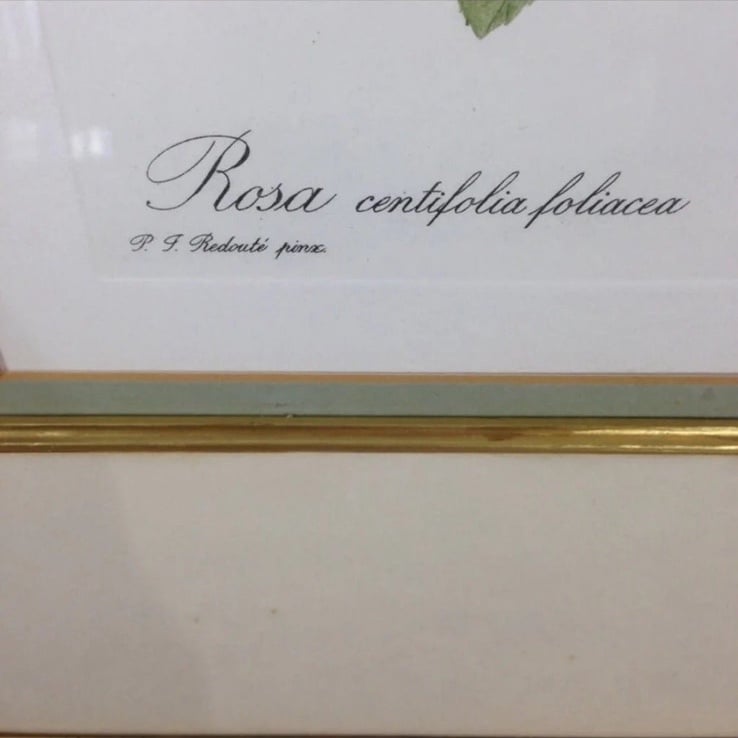 Rosa centifolia foliacea
P. J. Redouté pinx.